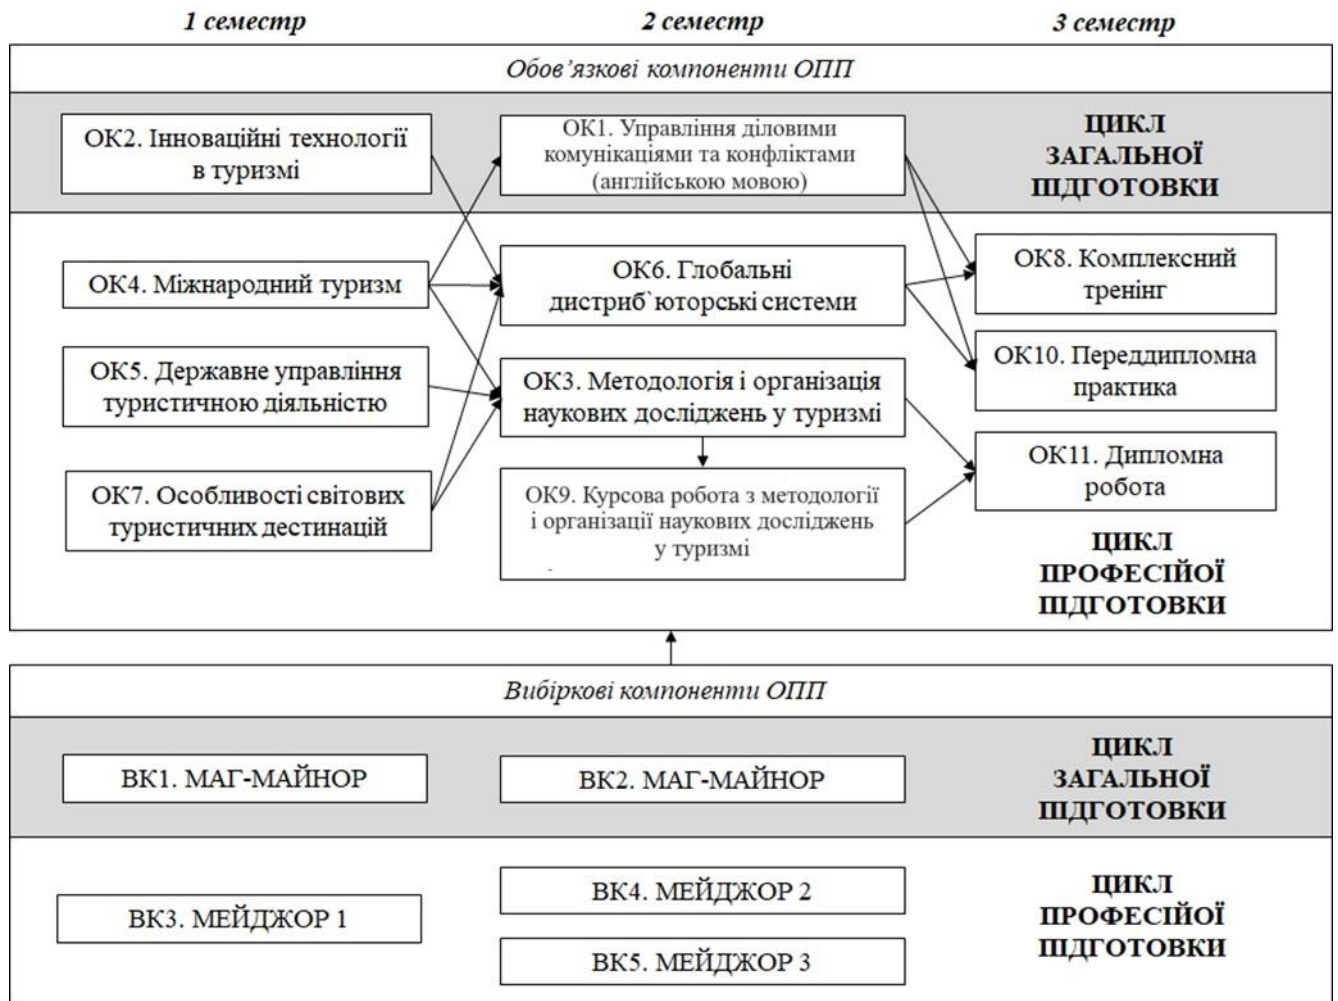 1 семестр
2 семестр
3 семестр
Обов’язкові компоненти ОПП
ОК2. Інноваційні технології
в туризмі
ОК1. Управління діловими
комунікаціями та конфліктами
(англійською мовою)
ЦИКЛ
ЗАГАЛЬНОЇ
ПІДГОТОВКИ
ОК4. Міжнародний туризм
ОК6. Глобальні
дистриб`юторські системи
ОК8. Комплексний
тренінг
ОК5. Державне управління
туристичною діяльністю
ОК3. Методологія і організація
наукових досліджень у туризмі
ОК10. Переддипломна
практика
ОК7. Особливості світових
туристичних дестинацій
ОК9. Курсова робота з методології
і організації наукових досліджень
у туризмі
ОК11. Дипломна
робота
ЦИКЛ
ПРОФЕСІЙОЇ
ПІДГОТОВКИ
Вибіркові компоненти ОПП
ВК1. МАГ-МАЙНОР
ВК2. МАГ-МАЙНОР
ЦИКЛ
ЗАГАЛЬНОЇ
ПІДГОТОВКИ
ВК3. МЕЙДЖОР 1
ВК4. МЕЙДЖОР 2
ВК5. МЕЙДЖОР 3
ЦИКЛ
ПРОФЕСІЙОЇ
ПІДГОТОВКИ